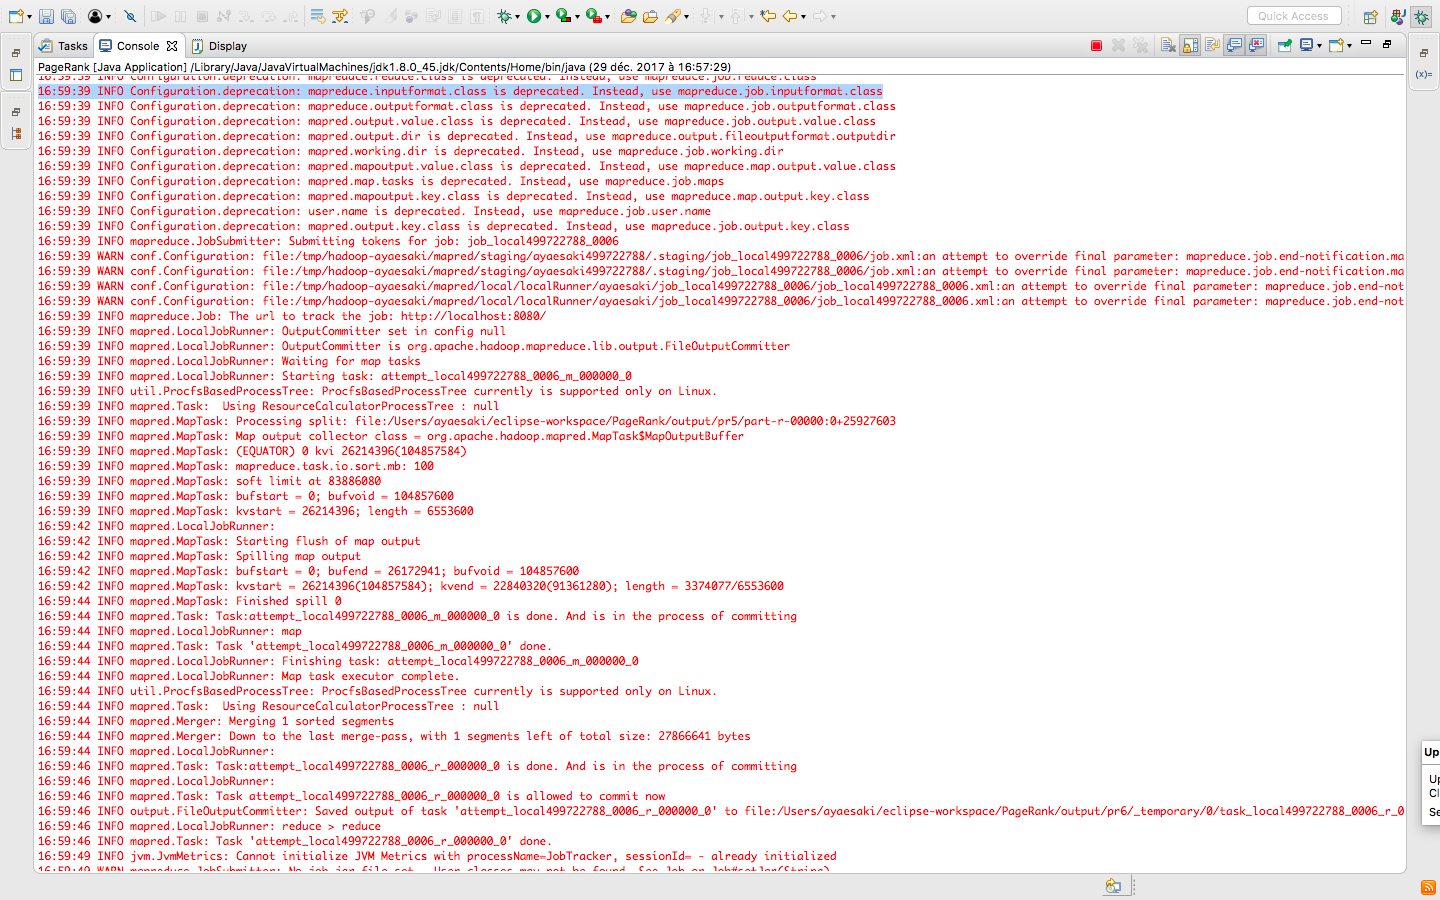 Quick Access
Tasks Console Display
PageRank [Java Application] /Library/Java/JavaVirtualMachines/jdk1.8.0_45.jdk/Contents/Home/bin/java (29 déc. 2017 à 16:57:29)
16:59:39 INFO Configuration.deprecation: mapreduce.reduce.class is deprecated. Instead, use mapreduce.job.reduce.class
16:59:39 INFO Configuration.deprecation: mapreduce.inputformat.class is deprecated. Instead, use mapreduce.job.inputformat.class
16:59:39 INFO Configuration.deprecation: mapreduce.outputformat.class is deprecated. Instead, use mapreduce.job.outputformat.class
16:59:39 INFO Configuration.deprecation: mapred.output.value.class is deprecated. Instead, use mapreduce.job.output.value.class
16:59:39 INFO Configuration.deprecation: mapred.output.dir is deprecated. Instead, use mapreduce.output.fileoutputformat.outputdir
16:59:39 INFO Configuration.deprecation: mapred.working.dir is deprecated. Instead, use mapreduce.job.working.dir
16:59:39 INFO Configuration.deprecation: mapred.mapoutput.value.class is deprecated. Instead, use mapreduce.map.output.value.class
16:59:39 INFO Configuration.deprecation: mapred.map.tasks is deprecated. Instead, use mapreduce.job.maps
16:59:39 INFO Configuration.deprecation: mapred.mapoutput.key.class is deprecated. Instead, use mapreduce.map.output.key.class
16:59:39 INFO Configuration.deprecation: user.name is deprecated. Instead, use mapreduce.job.user.name
16:59:39 INFO Configuration.deprecation: mapred.output.key.class is deprecated. Instead, use mapreduce.job.output.key.class
16:59:39 INFO mapreduce.JobSubmitter: Submitting tokens for job: job_local499722788_0006
16:59:39 WARN conf.Configuration: file:/tmp/hadoop-ayaesaki/mapred/staging/ayaesaki499722788/.staging/job_local499722788_0006/job.xml:an attempt to override final parameter: mapreduce.job.end-notification.ma
16:59:39 WARN conf.Configuration: file:/tmp/hadoop-ayaesaki/mapred/staging/ayaesaki499722788/.staging/job_local499722788_0006/job.xml:an attempt to override final parameter: mapreduce.job.end-notification.ma
16:59:39 WARN conf.Configuration: file:/tmp/hadoop-ayaesaki/mapred/local/localRunner/ayaesaki/job_local499722788_0006/job_local499722788_0006.xml:an attempt to override final parameter: mapreduce.job.end-not
16:59:39 WARN conf.Configuration: file:/tmp/hadoop-ayaesaki/mapred/local/localRunner/ayaesaki/job_local499722788_0006/job_local499722788_0006.xml:an attempt to override final parameter: mapreduce.job.end-not
16:59:39 INFO mapreduce.Job: The url to track the job: http://localhost:8080/
16:59:39 INFO mapred.LocalJobRunner: OutputCommitter set in config null
16:59:39 INFO mapred.LocalJobRunner: OutputCommitter is org.apache.hadoop.mapreduce.lib.output.FileOutputCommitter
16:59:39 INFO mapred.LocalJobRunner: Waiting for map tasks
16:59:39 INFO mapred.LocalJobRunner: Starting task: attempt_local499722788_0006_m_000000_0
16:59:39 INFO util.ProcfsBasedProcessTree: ProcfsBasedProcessTree currently is supported only on Linux.
16:59:39 INFO mapred.Task:  Using ResourceCalculatorProcessTree : null
16:59:39 INFO mapred.MapTask: Processing split: file:/Users/ayaesaki/eclipse-workspace/PageRank/output/pr5/part-r-00000:0+25927603
16:59:39 INFO mapred.MapTask: Map output collector class = org.apache.hadoop.mapred.MapTask$MapOutputBuffer
16:59:39 INFO mapred.MapTask: (EQUATOR) 0 kvi 26214396(104857584)
16:59:39 INFO mapred.MapTask: mapreduce.task.io.sort.mb: 100
16:59:39 INFO mapred.MapTask: soft limit at 83886080
16:59:39 INFO mapred.MapTask: bufstart = 0; bufvoid = 104857600
16:59:39 INFO mapred.MapTask: kvstart = 26214396; length = 6553600
16:59:42 INFO mapred.LocalJobRunner:
16:59:42 INFO mapred.MapTask: Starting flush of map output
16:59:42 INFO mapred.MapTask: Spilling map output
16:59:42 INFO mapred.MapTask: bufstart = 0; bufend = 26172941; bufvoid = 104857600
16:59:42 INFO mapred.MapTask: kvstart = 26214396(104857584); kvend = 22840320(91361280); length = 3374077/6553600
16:59:44 INFO mapred.MapTask: Finished spill 0
16:59:44 INFO mapred.Task: Task:attempt_local499722788_0006_m_000000_0 is done. And is in the process of committing
16:59:44 INFO mapred.LocalJobRunner: map
16:59:44 INFO mapred.Task: Task 'attempt_local499722788_0006_m_000000_0' done.
16:59:44 INFO mapred.LocalJobRunner: Finishing task: attempt_local499722788_0006_m_000000_0
16:59:44 INFO mapred.LocalJobRunner: Map task executor complete.
16:59:44 INFO util.ProcfsBasedProcessTree: ProcfsBasedProcessTree currently is supported only on Linux.
16:59:44 INFO mapred.Task:  Using ResourceCalculatorProcessTree : null
16:59:44 INFO mapred.Merger: Merging 1 sorted segments
16:59:44 INFO mapred.Merger: Down to the last merge-pass, with 1 segments left of total size: 27866641 bytes
16:59:44 INFO mapred.LocalJobRunner:
16:59:46 INFO mapred.Task: Task:attempt_local499722788_0006_r_000000_0 is done. And is in the process of committing
16:59:46 INFO mapred.LocalJobRunner:
16:59:46 INFO mapred.Task: Task attempt_local499722788_0006_r_000000_0 is allowed to commit now
16:59:46 INFO output.FileOutputCommitter: Saved output of task 'attempt_local499722788_0006_r_000000_0' to file:/Users/ayaesaki/eclipse-workspace/PageRank/output/pr6/_temporary/0/task_local499722788_0006_r_0
16:59:46 INFO mapred.LocalJobRunner: reduce > reduce
16:59:46 INFO mapred.Task: Task 'attempt_local499722788_0006_r_000000_0' done.
16:59:49 INFO jvm.JvmMetrics: Cannot initialize JVM Metrics with processName=JobTracker, sessionId= - already initialized
16:59:49 WARN mapreduce.JobSubmitter: No job jar file set.  User classes may not be found. See Job or Job#setJar(String).
(x)=
Up
Up
Cl
Se